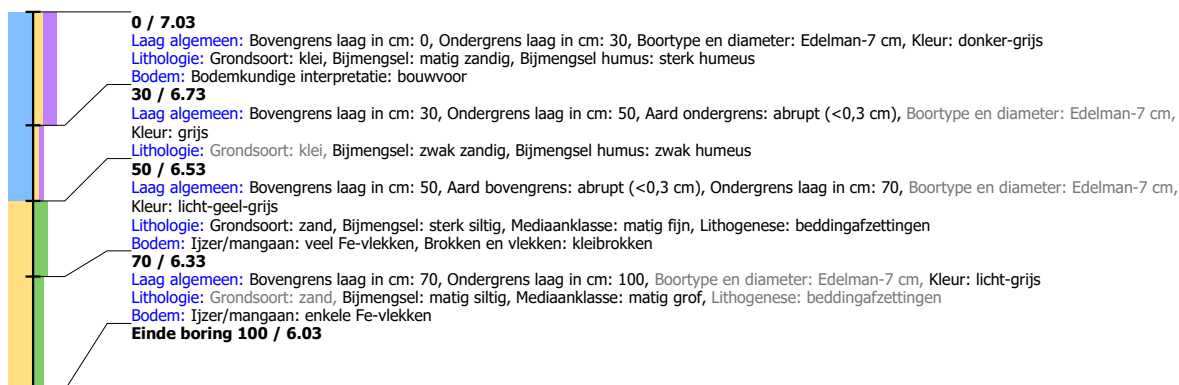 0 / 7.03
Laag algemeen: Bovengrens laag in cm: 0, Ondergrens laag in cm: 30, Boortype en diameter: Edelman-7 cm, Kleur: donker-grijs
Lithologie: Grondsoort: klei, Bijmengsel: matig zandig, Bijmengsel humus: sterk humeus
Bodem: Bodemkundige interpretatie: bouwvoor
30 / 6.73
Laag algemeen: Bovengrens laag in cm: 30, Ondergrens laag in cm: 50, Aard ondergrens: abrupt (<0,3 cm), Boortype en diameter: Edelman-7 cm,
Kleur: grijs
Lithologie: Grondsoort: klei, Bijmengsel: zwak zandig, Bijmengsel humus: zwak humeus
50 / 6.53
Laag algemeen: Bovengrens laag in cm: 50, Aard bovengrens: abrupt (<0,3 cm), Ondergrens laag in cm: 70, Boortype en diameter: Edelman-7 cm,
Kleur: licht-geel-grijs
Lithologie: Grondsoort: zand, Bijmengsel: sterk siltig, Mediaanklasse: matig fijn, Lithogenese: beddingafzettingen
Bodem: Ijzer/mangaan: veel Fe-vlekken, Brokken en vlekken: kleibrokken
70 / 6.33
Laag algemeen: Bovengrens laag in cm: 70, Ondergrens laag in cm: 100, Boortype en diameter: Edelman-7 cm, Kleur: licht-grijs
Lithologie: Grondsoort: zand, Bijmengsel: matig siltig, Mediaanklasse: matig grof, Lithogenese: beddingafzettingen
Bodem: Ijzer/mangaan: enkele Fe-vlekken
Einde boring 100 / 6.03